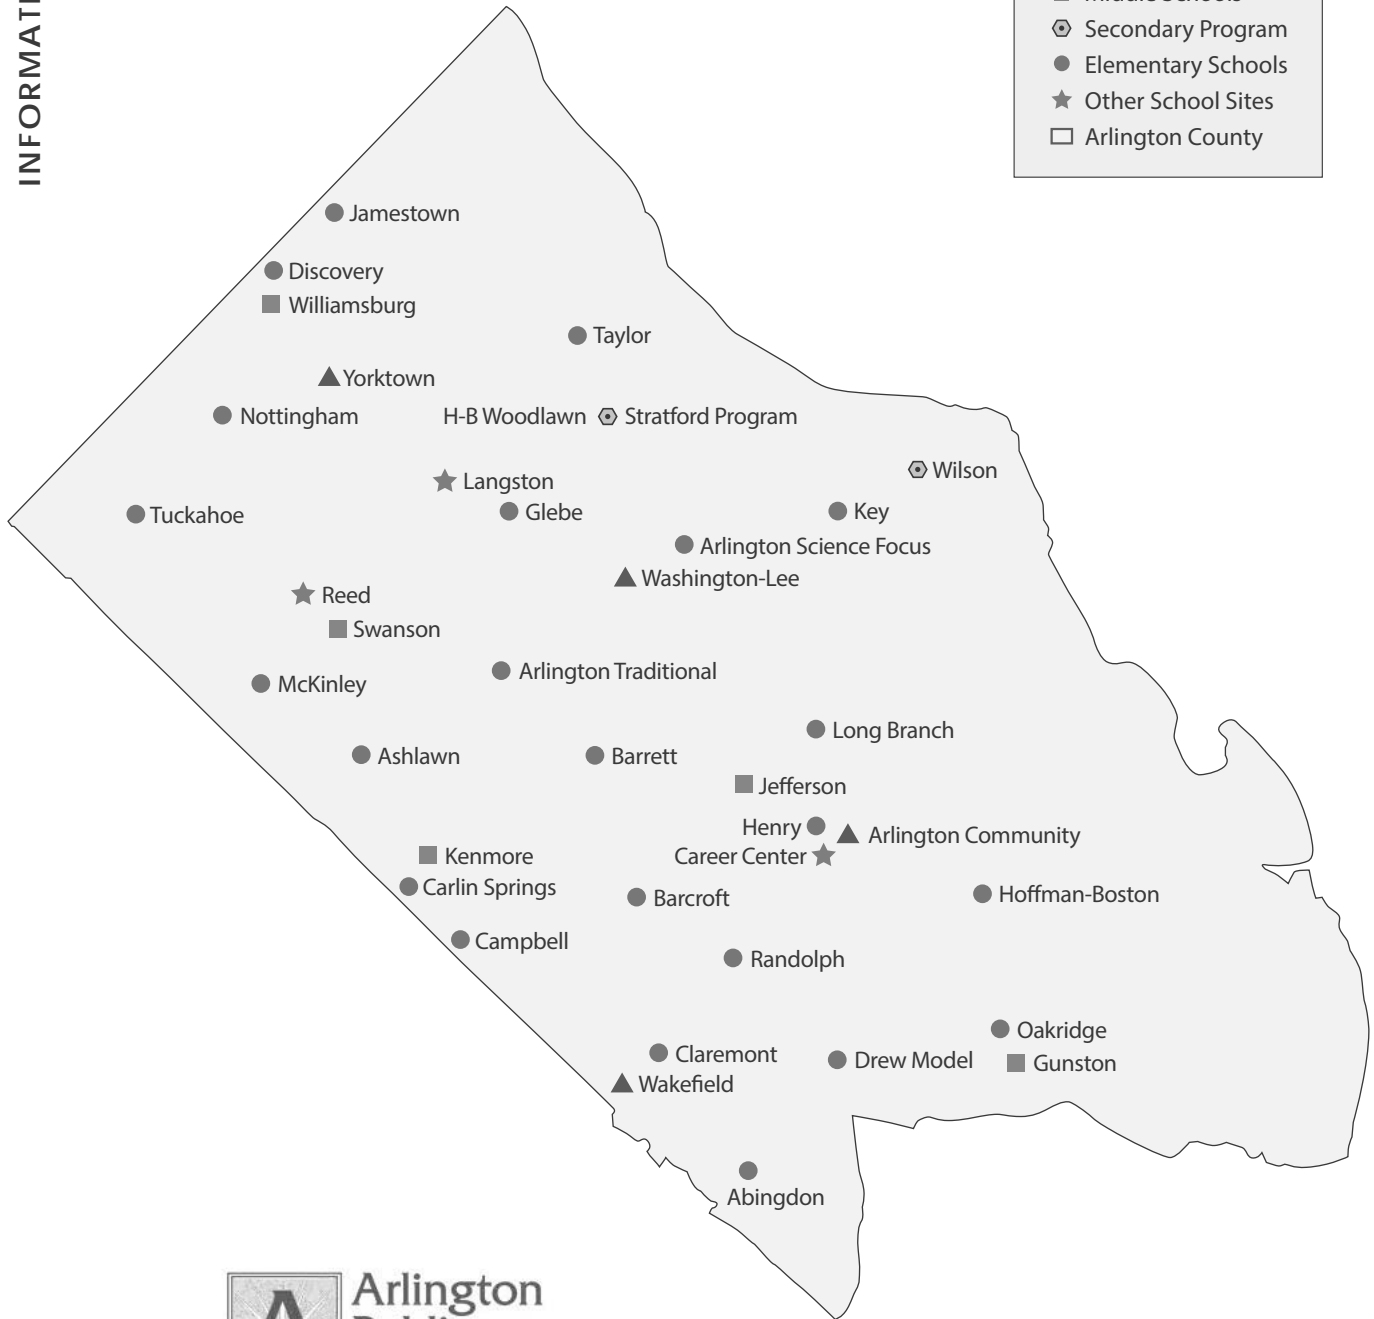 Secondary Program
Elementary Schools
Other School Sites
Arlington County
Jamestown
Discovery
Williamsburg
Taylor
Yorktown
Nottingham
H-B Woodlawn
Stratford Program
Wilson
Langston
Tuckahoe
Glebe
Key
Arlington Science Focus
Washington-Lee
Reed
Swanson
Arlington Traditional
McKinley
Long Branch
Ashlawn
Barrett
Jefferson
Henry
Arlington Community
Kenmore
Career Center
Carlin Springs
Barcroft
Hoffman-Boston
Campbell
Randolph
Oakridge
Claremont
Drew Model
Gunston
Wakefield
Abingdon
Arlington